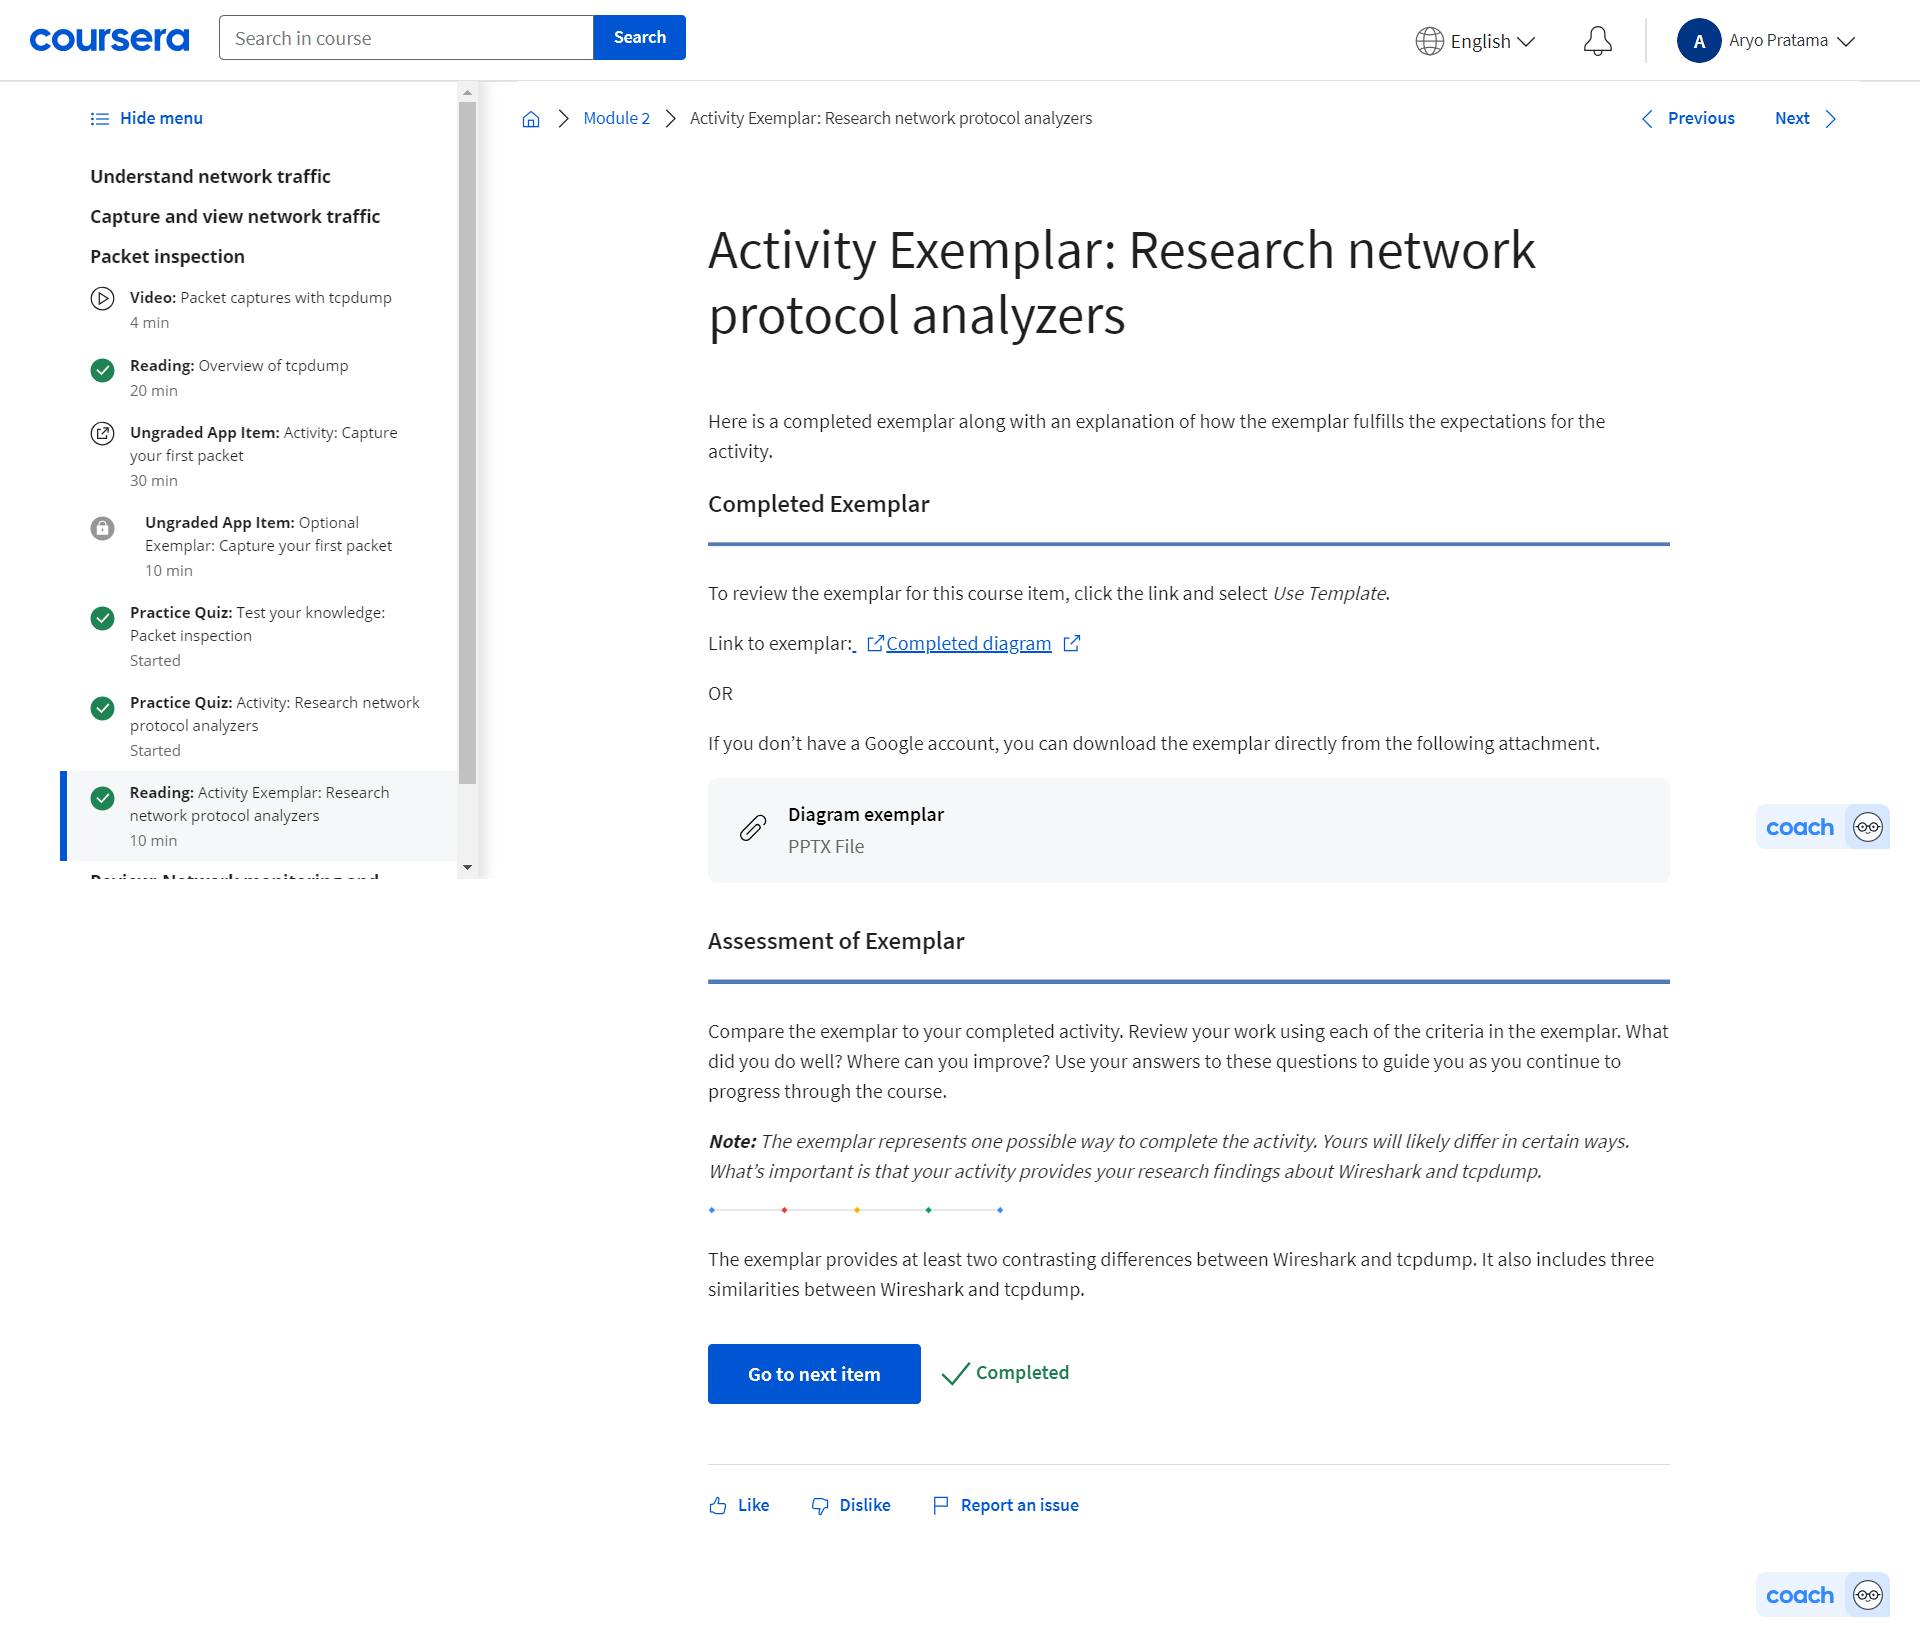 coursera
Search in course
Search
English
A
Aryo Pratama
Hide menu
Understand network traffic
Capture and view network traffic
Packet inspection
Video: Packet captures with tcpdump
4 min
Reading: Overview of tcpdump
20 min
Ungraded App Item: Activity: Capture
your first packet
30 min
Ungraded App Item: Optional
Exemplar: Capture your first packet
10 min
Practice Quiz: Test your knowledge:
Packet inspection
Started
Practice Quiz: Activity: Research network
protocol analyzers
Started
Reading: Activity Exemplar: Research
network protocol analyzers
10 min
Review: Network monitoring and
Module 2
Activity Exemplar: Research network protocol analyzers
Previous
Next
Activity Exemplar: Research network
protocol analyzers
Here is a completed exemplar along with an explanation of how the exemplar fulfills the expectations for the
activity.
Completed Exemplar
To review the exemplar for this course item, click the link and select Use Template.
Link to exemplar: Completed diagram
OR
If you don’t have a Google account, you can download the exemplar directly from the following attachment.
Diagram exemplar
PPTX File
coach
Assessment of Exemplar
Compare the exemplar to your completed activity. Review your work using each of the criteria in the exemplar. What
did you do well? Where can you improve? Use your answers to these questions to guide you as you continue to
progress through the course.
Note: The exemplar represents one possible way to complete the activity. Yours will likely differ in certain ways.
What’s important is that your activity provides your research findings about Wireshark and tcpdump.
The exemplar provides at least two contrasting differences between Wireshark and tcpdump. It also includes three
similarities between Wireshark and tcpdump.
Go to next item
Completed
Like
Dislike
Report an issue
coach